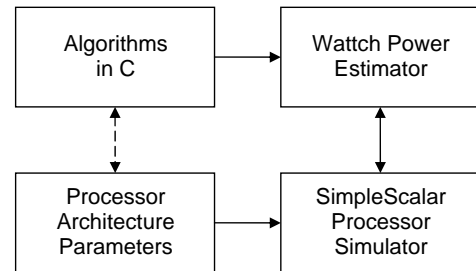 Algorithms
in C
Wattch Power
Estimator
Processor
Architecture
Parameters
SimpleScalar
Processor
Simulator